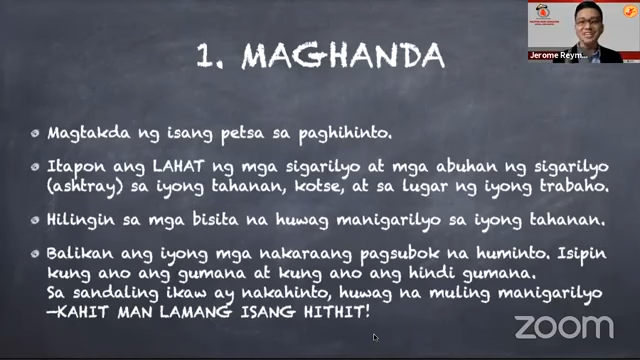 1. MAGHANDA
Jerome Reym...
Magtakda ng isang petsa sa paghihinto.
Itapon ang LAHAT ng mga sigarilyo at mga abuhan ng sigarilyo
(ashtray) sa iyong tahanan, kotse, at sa lugar ng iyong trabaho.
Hilingin sa mga bisita na huwag manigarilyo sa iyong tahanan.
Balikan ang iyong mga nakaraang pagsubok na huminto. Isipin
kung ano ang gumana at kung ano ang hindi gumana.
Sa sandaling ikaw ay nakahinto, huwag na muling manigarilyo
–KAHIT MAN LAMANG ISANG HITHIT!
zoom